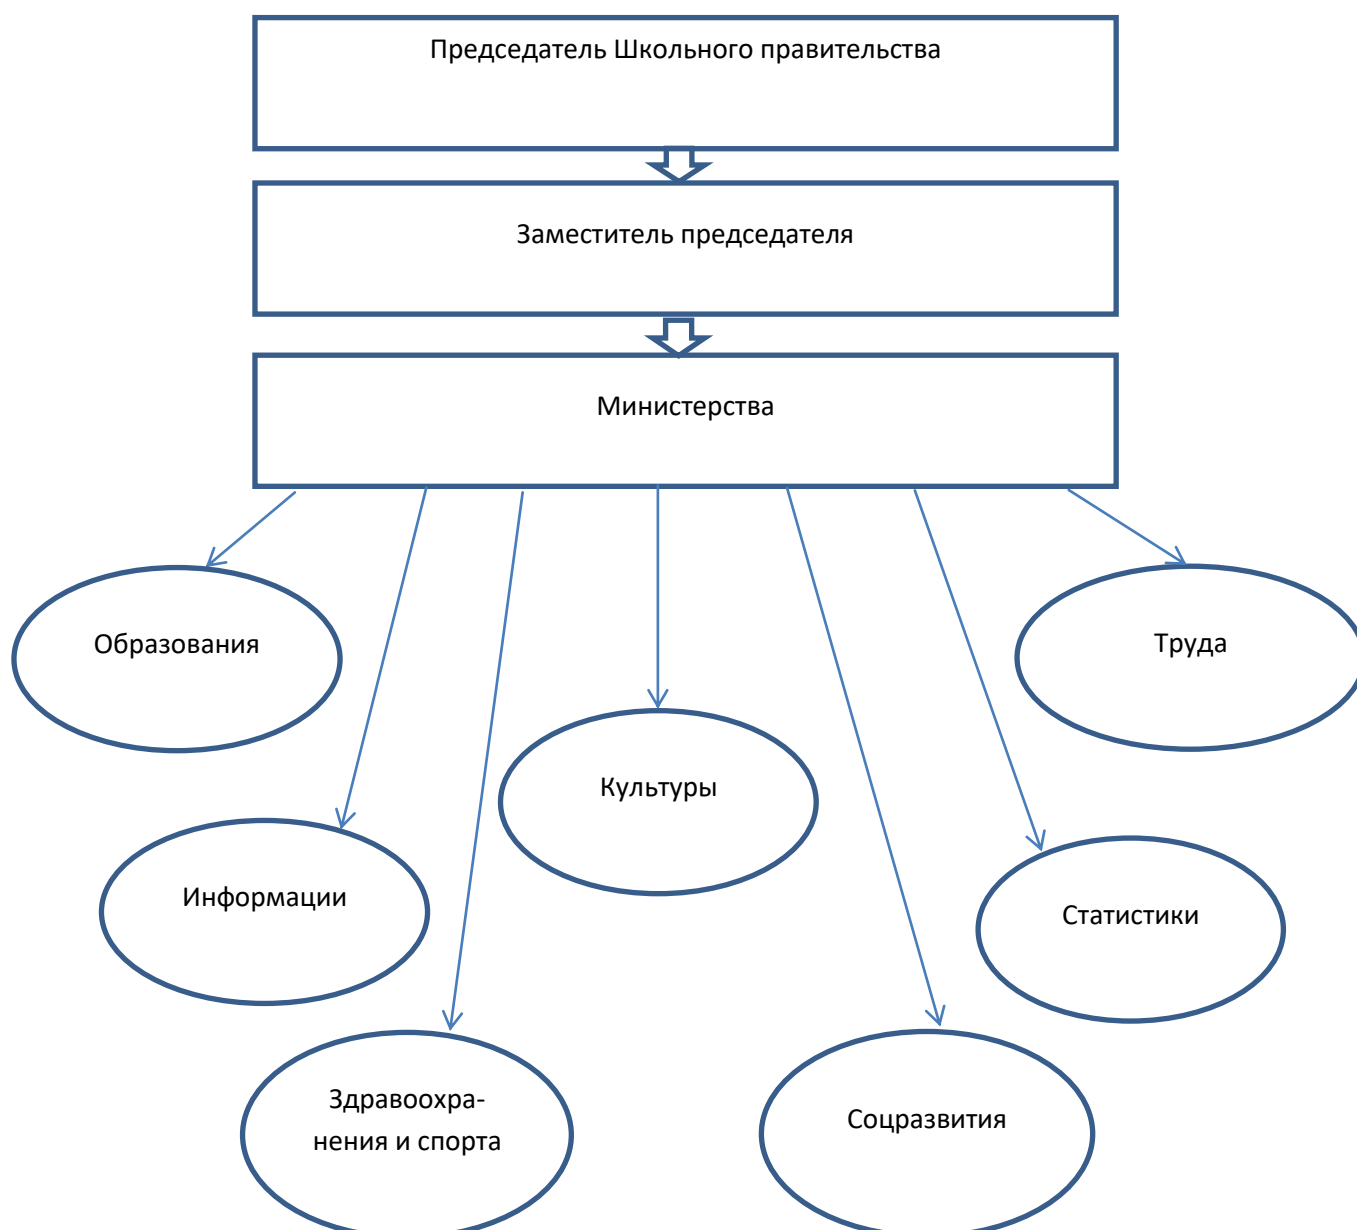 Председатель Школьного правительства
Заместитель председателя
Министерства
Образования
Труда
Культуры
Информации
Статистики
Здравоохра-
нения и спорта
Соцразвития